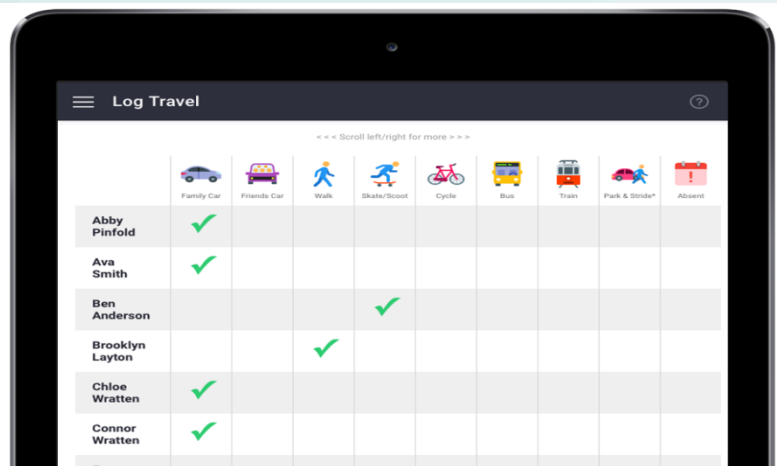 Log Travel
?
< < < Scroll left/right for more > > >
Family Car Friends Car Walk Skate/Scoot Cycle Bus Train Park & Stride* Absent
Abby
Pinfold
Ava
Smith
Ben
Anderson
Brooklyn
Layton
Chloe
Wratten
Connor
Wratten